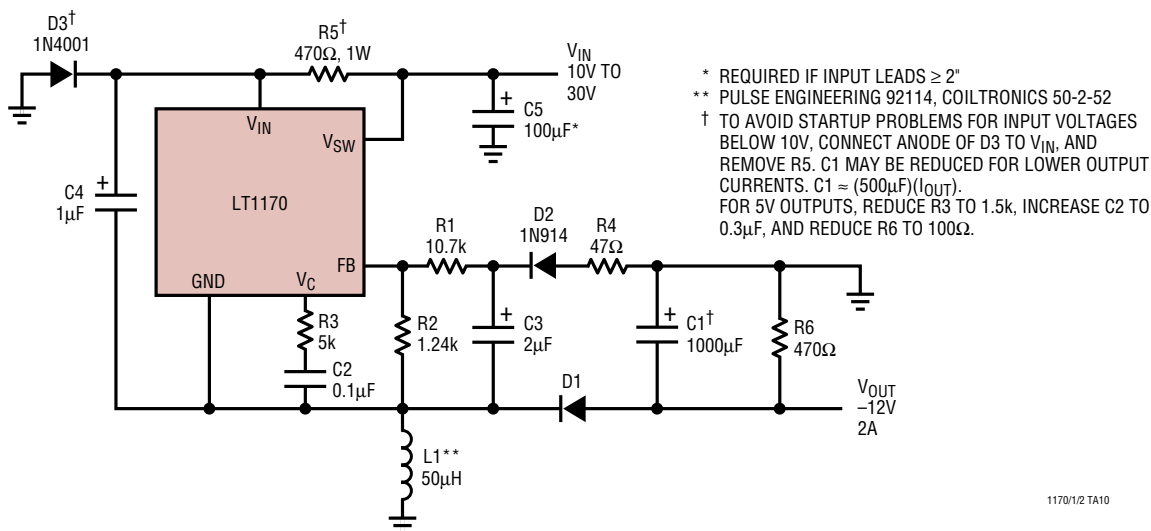 D3†
1N4001
R5†
470Ω, 1W
VIN
10V TO
30V
+
C5
100µF*
VIN
VSW
LT1170
+
C4
1µF
GND
VC
FB
R1
10.7k
D2
1N914
R4
47Ω
R3
5k
C2
0.1µF
R2
1.24k
+
C3
2µF
+
C1†
1000µF
R6
470Ω
D1
VOUT
–12V
2A
L1**
50µH
* REQUIRED IF INPUT LEADS ≥ 2"
** PULSE ENGINEERING 92114, COILTRONICS 50-2-52
† TO AVOID STARTUP PROBLEMS FOR INPUT VOLTAGES
BELOW 10V, CONNECT ANODE OF D3 TO VIN, AND
REMOVE R5. C1 MAY BE REDUCED FOR LOWER OUTPUT
CURRENTS. C1 ≈ (500µF)(IOUT).
FOR 5V OUTPUTS, REDUCE R3 TO 1.5k, INCREASE C2 TO
0.3µF, AND REDUCE R6 TO 100Ω.
1170/1/2 TA10